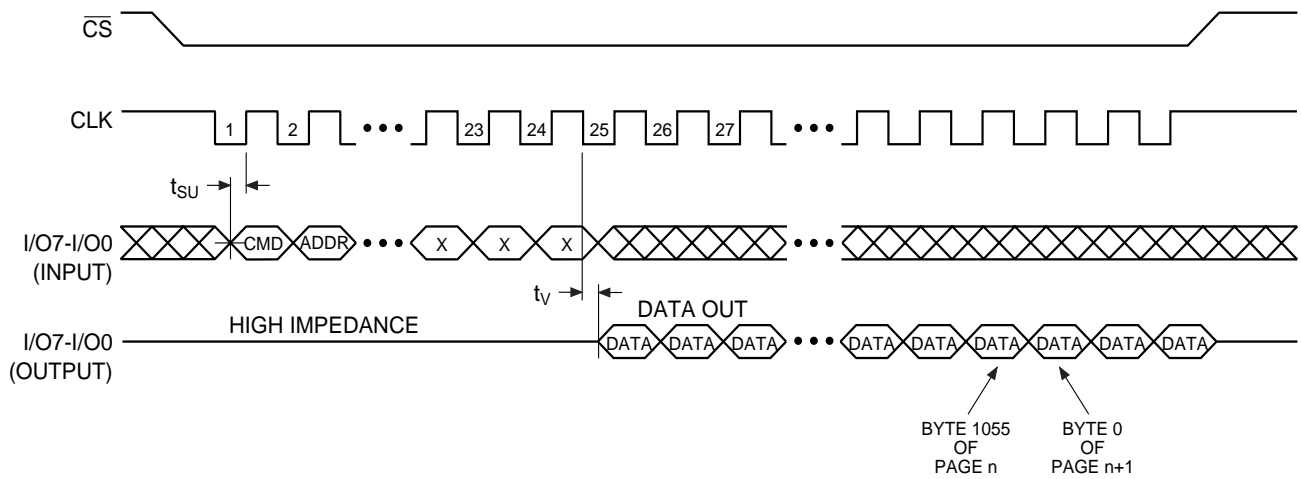 CS
CLK
1 2 ••• 23 24 25 26 27 •••
tSU
I/O7-I/O0
(INPUT)
CMD ADDR ••• X X X •••
tV
DATA OUT
HIGH IMPEDANCE
I/O7-I/O0
(OUTPUT)
DATA DATA DATA ••• DATA DATA DATA DATA DATA DATA
BYTE 1055
OF
PAGE n
BYTE 0
OF
PAGE n+1